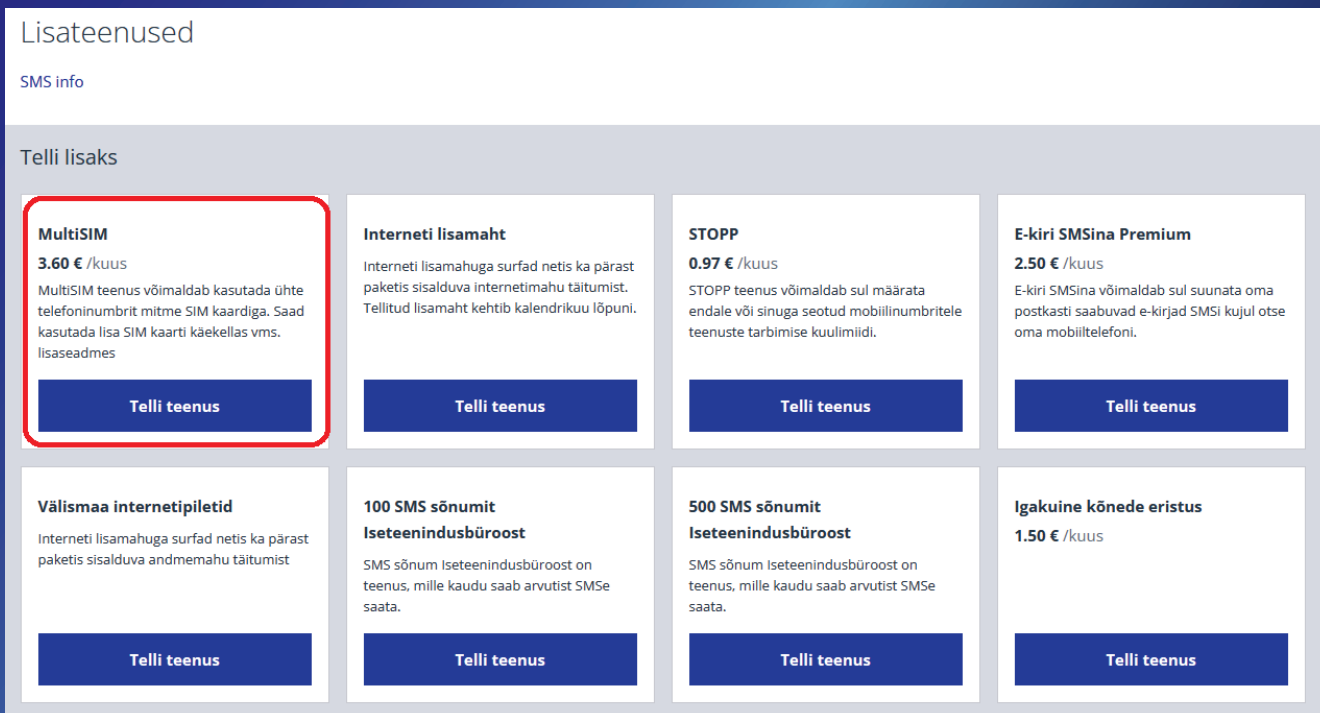 Lisateenused
SMS info
Telli lisaks
MultiSIM
3.60 € /kuus
MultiSIM teenus võimaldab kasutada ühte
telefoninumbrit mitme SIM kaardiga. Saad
kasutada lisa SIM kaarti käekellas vms.
lisaseadmes
Telli teenus
Interneti lisamaht
Interneti lisamahuga surfad netis ka pärast
paketis sisalduva internetimahu täitumist.
Tellitud lisamaht kehtib kalendrikuu lõpuni.
Telli teenus
STOPP
0.97 € /kuus
STOPP teenus võimaldab sul määrata
endale või sinuga seotud mobiilinumbritele
teenuste tarbimise kuulimiidi.
Telli teenus
E-kiri SMSina Premium
2.50 € /kuus
E-kiri SMSina võimaldab sul suunata oma
postkasti saabuvad e-kirjad SMSi kujul otse
oma mobiiltelefoni.
Telli teenus
Välismaa internetipiletid
Interneti lisamahuga surfad netis ka pärast
paketis sisalduva andmemahu täitumist
Telli teenus
100 SMS sõnumit
Iseteenindusbüroost
SMS sõnum Iseteenindusbüroost on
teenus, mille kaudu saab arvutist SMSe
saata.
Telli teenus
500 SMS sõnumit
Iseteenindusbüroost
SMS sõnum Iseteenindusbüroost on
teenus, mille kaudu saab arvutist SMSe
saata.
Telli teenus
Igakuine kõnede eristus
1.50 € /kuus
Telli teenus